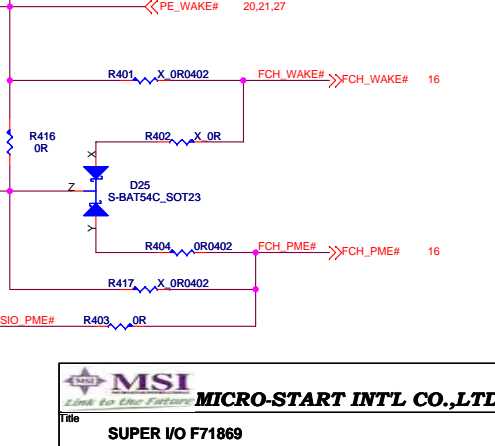 PE_WAKE# 20,21,27
R401 X_0R0402 FCH_WAKE# FCH_WAKE# 16
R416
0R
R402 X_0R
X
Z
D25
S-BAT54C_SOT23
Y
R404 0R0402 FCH_PME# FCH_PME# 16
R417 X_0R0402
SIO_PME# R403 0R
MSI MSI
Link to the Future
MICRO-START INT'L CO.,LTD
Title
SUPER I/O F71869